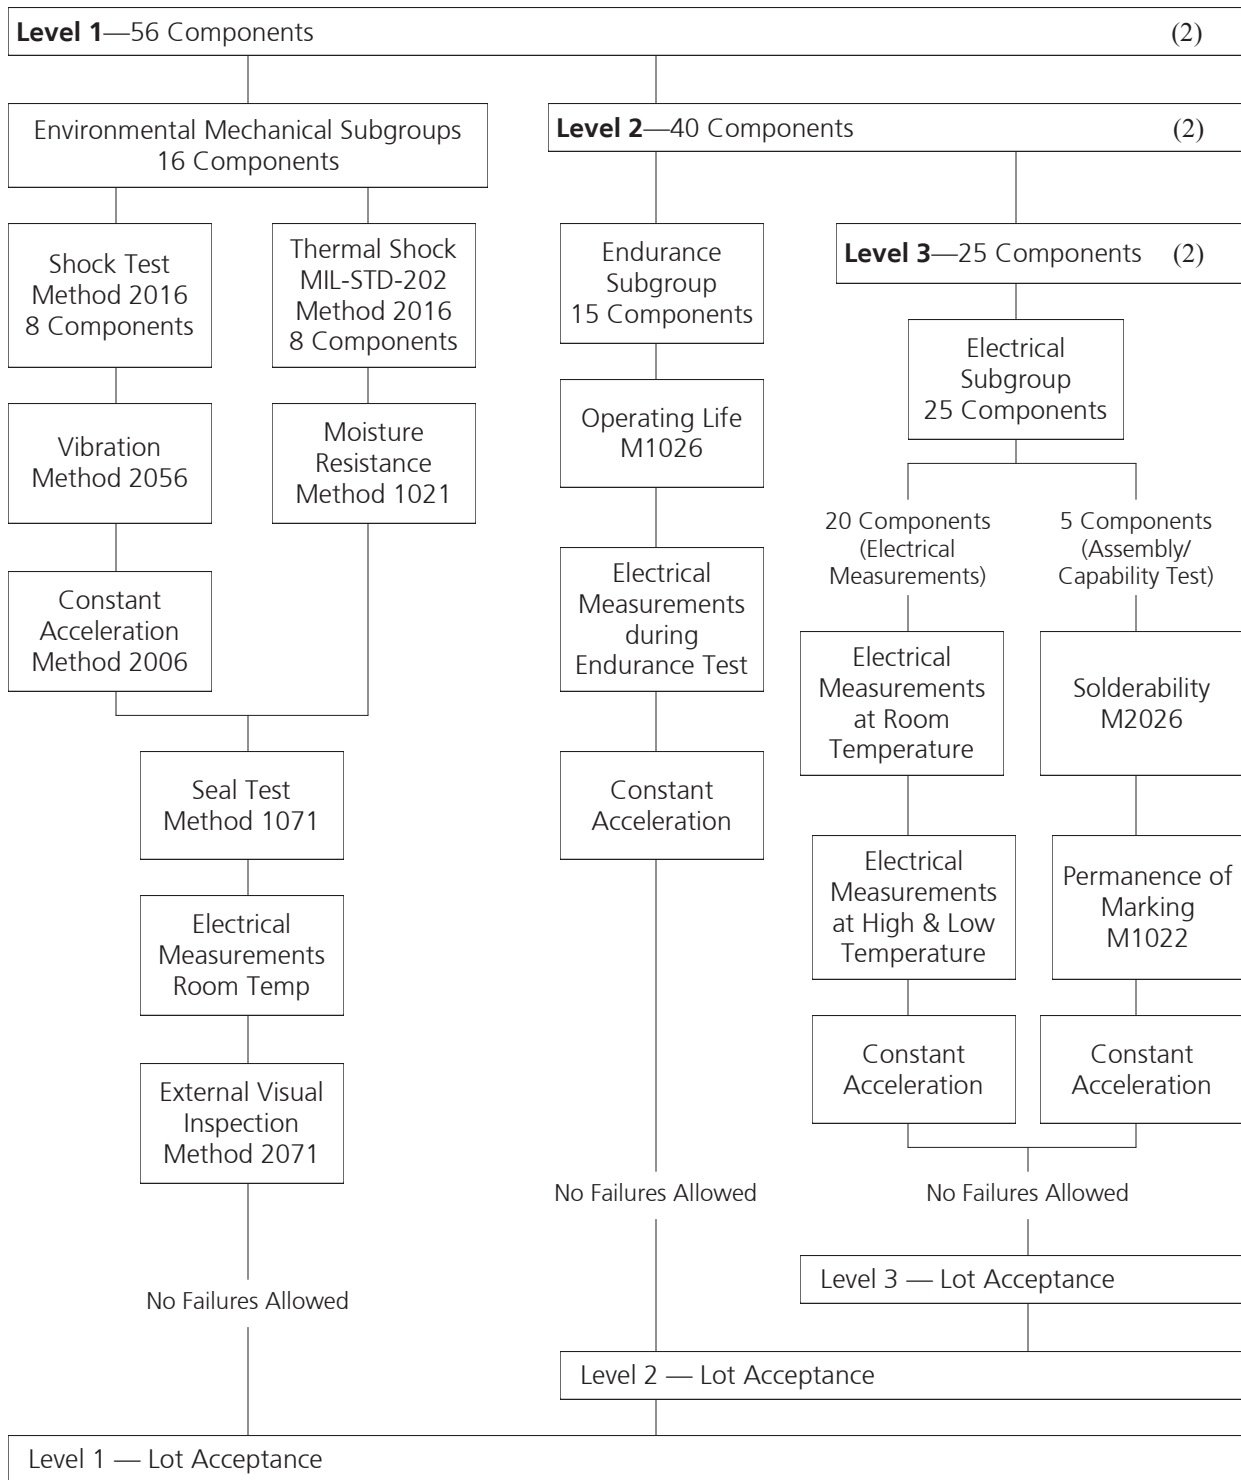 Level 1—56 Components (2)
Environmental Mechanical Subgroups
16 Components
Level 2—40 Components (2)
Shock Test
Method 2016
8 Components
Thermal Shock
MIL-STD-202
Method 2016
8 Components
Endurance
Subgroup
15 Components
Level 3—25 Components (2)
Electrical
Subgroup
25 Components
Vibration
Method 2056
Moisture
Resistance
Method 1021
Operating Life
M1026
20 Components
(Electrical
Measurements)
5 Components
(Assembly/
Capability Test)
Constant
Acceleration
Method 2006
Electrical
Measurements
during
Endurance Test
Electrical
Measurements
at Room
Temperature
Solderability
M2026
Seal Test
Method 1071
Constant
Acceleration
Electrical
Measurements
at High & Low
Temperature
Permanence of
Marking
M1022
Electrical
Measurements
Room Temp
Constant
Acceleration
Constant
Acceleration
External Visual
Inspection
Method 2071
No Failures Allowed
No Failures Allowed
Level 3 — Lot Acceptance
No Failures Allowed
Level 2 — Lot Acceptance
Level 1 — Lot Acceptance